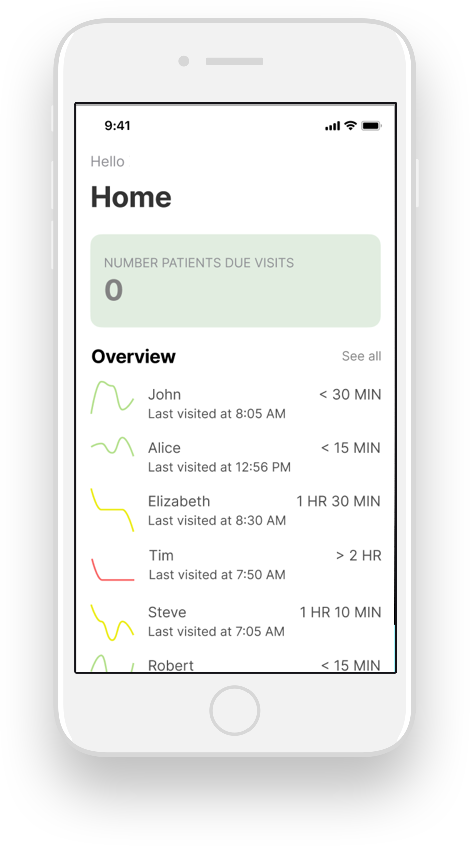 9:41
Hello
Home
NUMBER PATIENTS DUE VISITS
0
Overview See all
John < 30 MIN
Last visited at 8:05 AM
Alice < 15 MIN
Last visited at 12:56 PM
Elizabeth 1 HR 30 MIN
Last visited at 8:30 AM
Tim > 2 HR
Last visited at 7:50 AM
Steve 1 HR 10 MIN
Last visited at 7:05 AM
Robert < 15 MIN